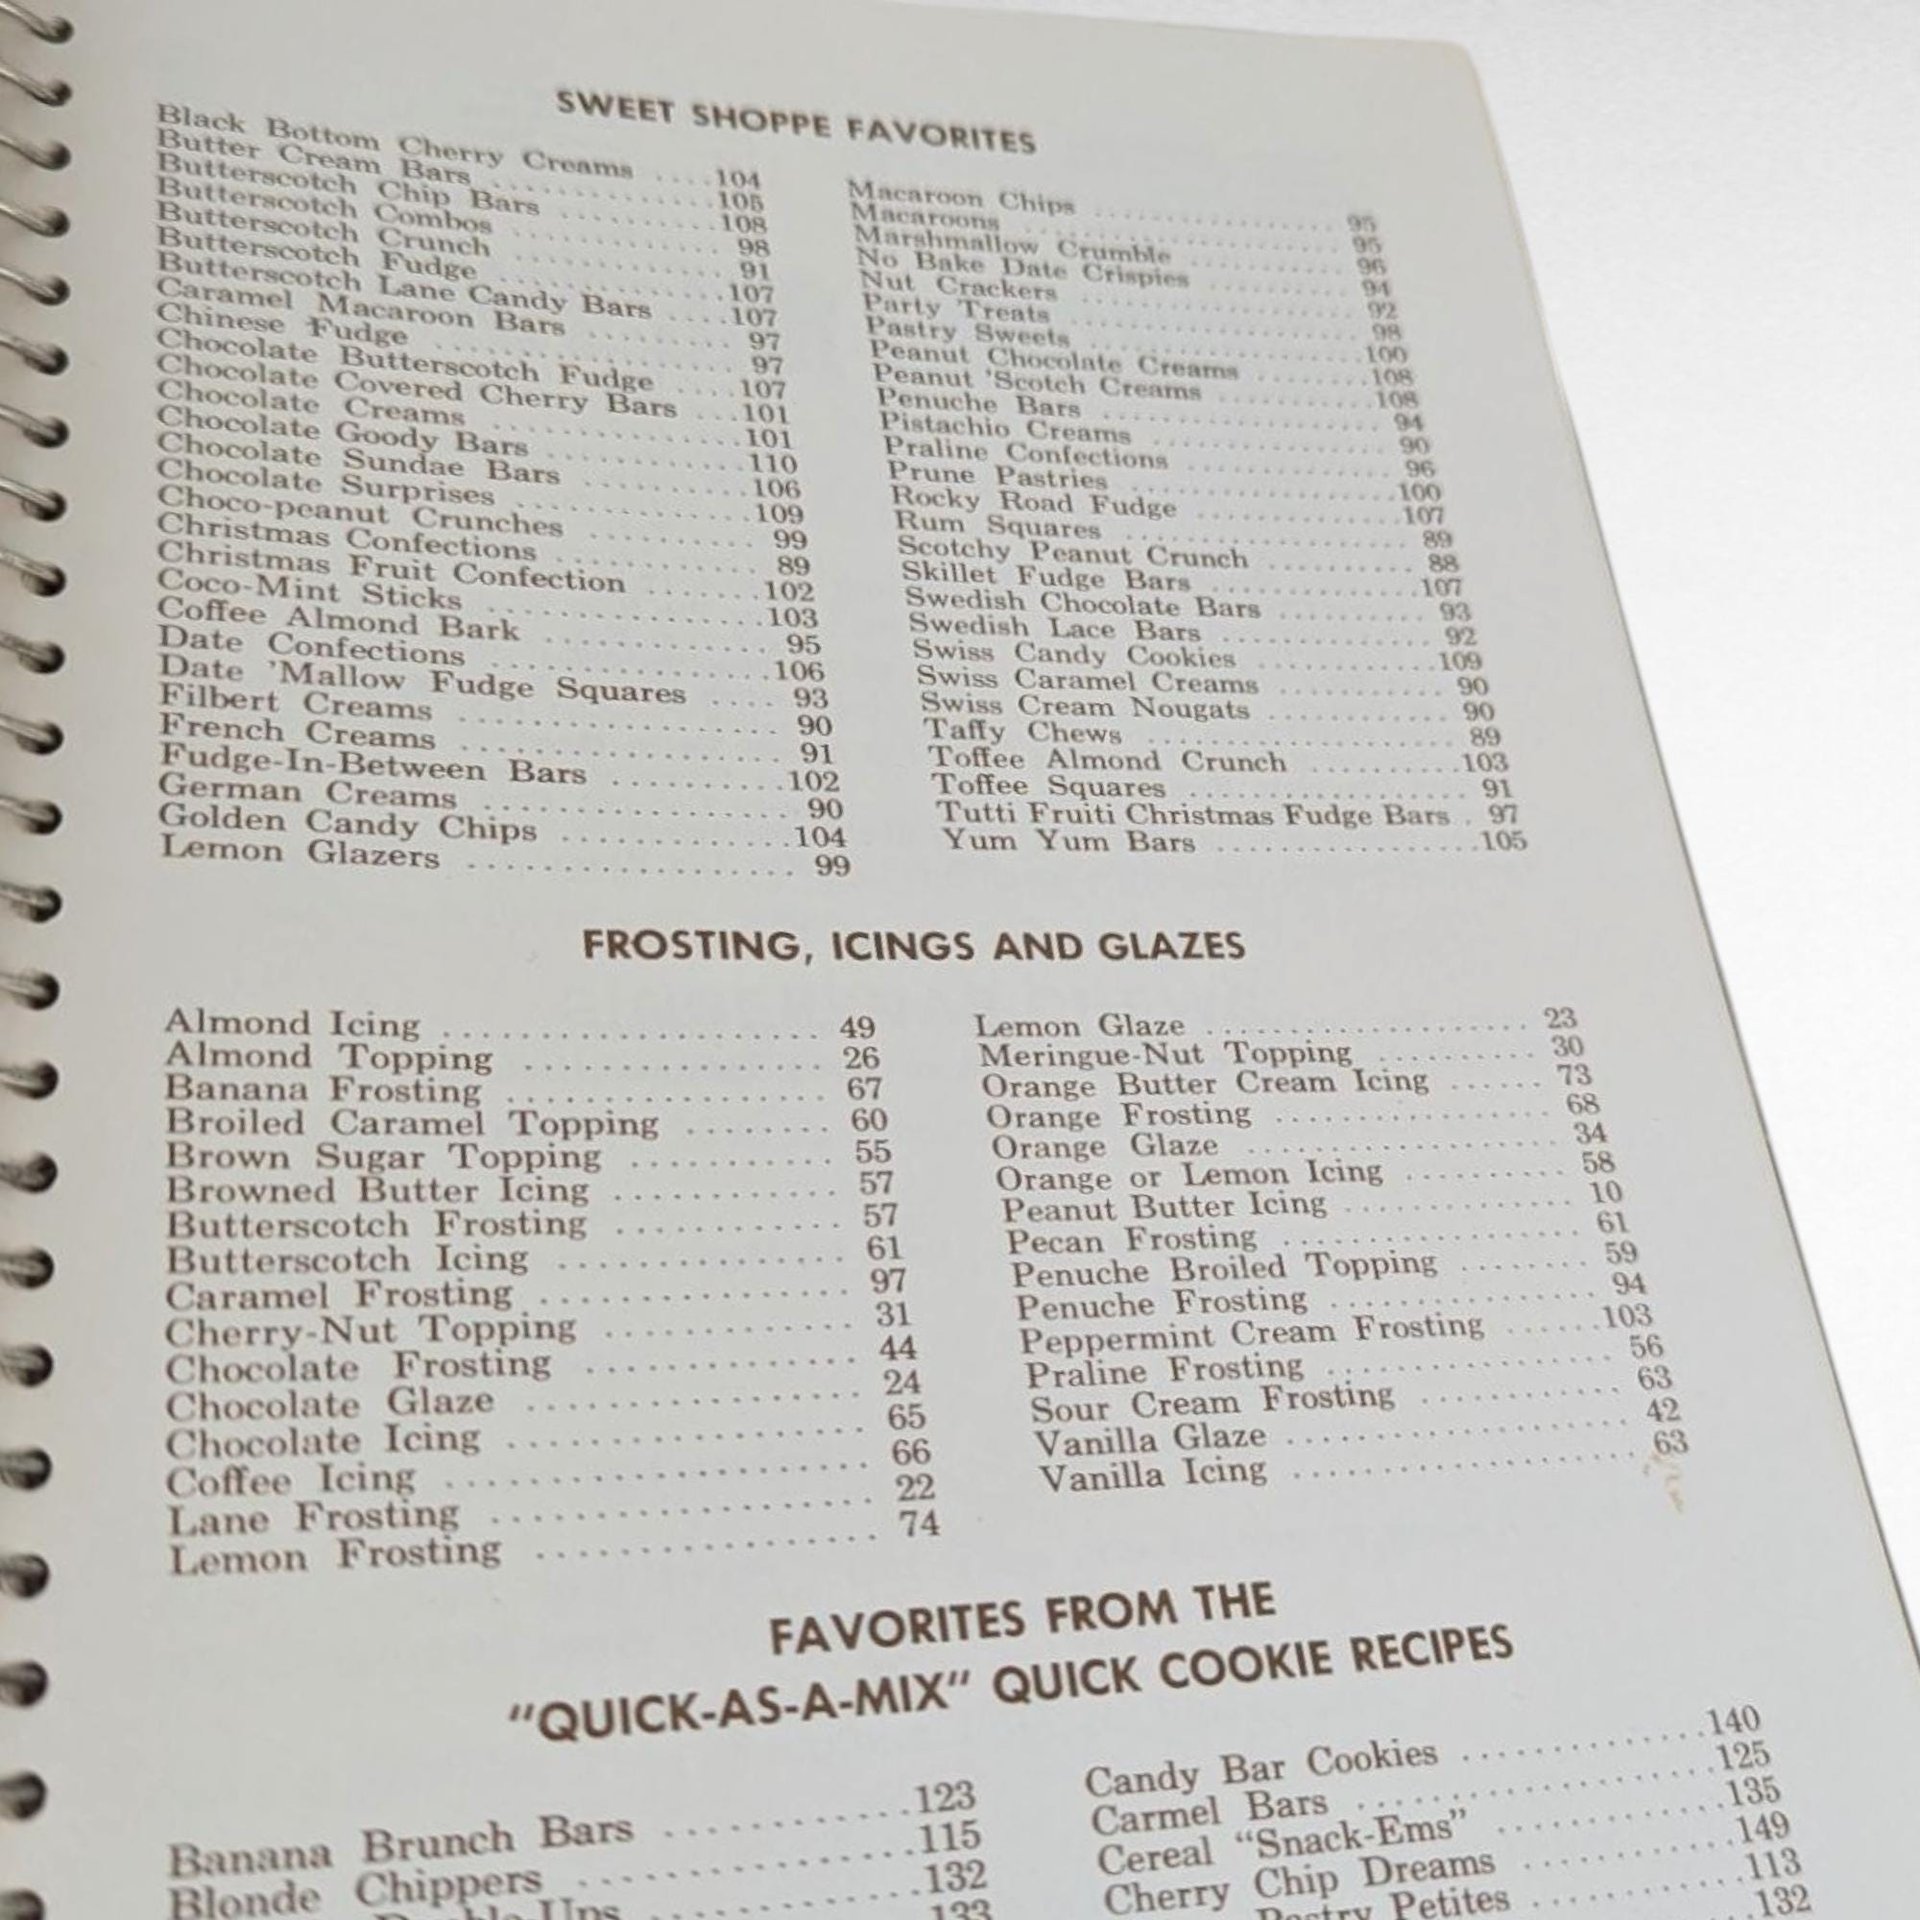 SWEET SHOPPE FAVORITES
Black Bottom Cherry Creams ....104
Butter Cream Bars ..............105
Butterscotch Chip Bars ..........108
Butterscotch Combos ............. 98
Butterscotch Crunch ............. 91
Butterscotch Fudge ..............107
Butterscotch Lane Candy Bars ....107
Caramel Macaroon Bars ......... 97
Chinese Fudge .................. 97
Chocolate Butterscotch Fudge ....107
Chocolate Covered Cherry Bars ...101
Chocolate Creams ...............101
Chocolate Goody Bars ............110
Chocolate Sundae Bars ..........106
Chocolate Surprises ..............109
Choco-peanut Crunches .......... 99
Christmas Confections ............ 89
Christmas Fruit Confection .......102
Coco-Mint Sticks .................103
Coffee Almond Bark .............. 95
Date Confections .................106
Date 'Mallow Fudge Squares .... 93
Filbert Creams ................... 90
French Creams ................... 91
Fudge-In-Between Bars ..........102
German Creams .................. 90
Golden Candy Chips .............104
Lemon Glazers .................. 99
Macaroon Chips ................ 95
Macaroons ..................... 95
Marshmallow Crumble .......... 96
No Bake Date Crispies ......... 94
Nut Crackers .................. 92
Party Treats ................... 98
Pastry Sweets .................100
Peanut Chocolate Creams ........108
Peanut 'Scotch Creams ..........108
Penuche Bars .................. 94
Pistachio Creams ............... 90
Praline Confections ............. 96
Prune Pastries .................100
Rocky Road Fudge ..............107
Rum Squares ................... 89
Scotchy Peanut Crunch .......... 88
Skillet Fudge Bars ..............107
Swedish Chocolate Bars ......... 93
Swedish Lace Bars .............. 92
Swiss Candy Cookies ............109
Swiss Caramel Creams .......... 90
Swiss Cream Nougats ........... 90
Taffy Chews ................... 89
Toffee Almond Crunch ..........103
Toffee Squares ................. 91
Tutti Fruiti Christmas Fudge Bars . 97
Yum Yum Bars .................105
FROSTING, ICINGS AND GLAZES
Almond Icing .................... 49
Almond Topping ................ 26
Banana Frosting ................. 67
Broiled Caramel Topping ........ 60
Brown Sugar Topping ........... 55
Browned Butter Icing ............ 57
Butterscotch Frosting ............ 57
Butterscotch Icing ............... 61
Caramel Frosting ................ 97
Cherry-Nut Topping ............. 31
Chocolate Frosting .............. 44
Chocolate Glaze ................. 24
Chocolate Icing .................. 65
Coffee Icing ..................... 66
Lane Frosting ................... 22
Lemon Frosting ................. 74
Lemon Glaze ................... 23
Meringue-Nut Topping .......... 30
Orange Butter Cream Icing ...... 73
Orange Frosting ................ 68
Orange Glaze .................. 34
Orange or Lemon Icing ......... 58
Peanut Butter Icing ............. 10
Pecan Frosting ................. 61
Penuche Broiled Topping ........ 59
Penuche Frosting ............... 94
Peppermint Cream Frosting ......103
Praline Frosting ................ 56
Sour Cream Frosting ............ 63
Vanilla Glaze ................... 42
Vanilla Icing .................... 63
FAVORITES FROM THE
"QUICK-AS-A-MIX" QUICK COOKIE RECIPES
Banana Brunch Bars ............123
Blonde Chippers ................115
Ups ..............132
133
Candy Bar Cookies ..............140
Carmel Bars ...................125
Cereal "Snack-Ems" ............135
Cherry Chip Dreams ............149
Pastry Petites ............113
132